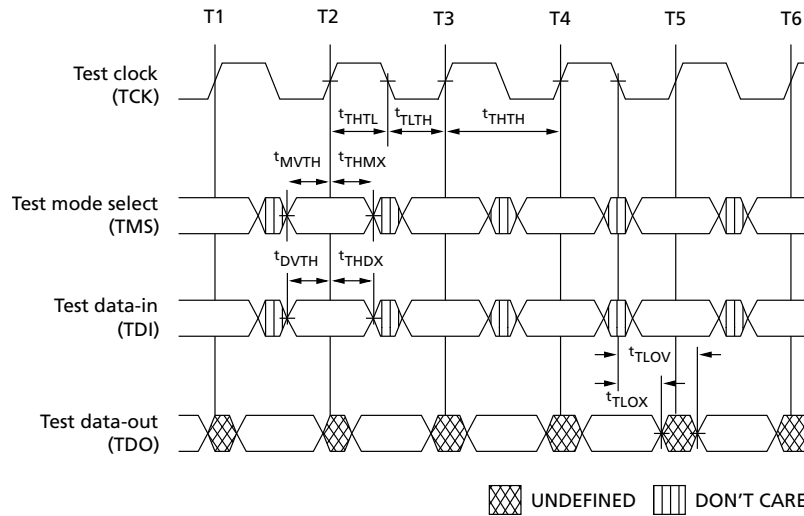 T1 T2 T3 T4 T5 T6
Test clock
(TCK)
tTHTL tTLTH tTHTH
tMVTH tTHMX
Test mode select
(TMS)
tDVTH tTHDX
Test data-in
(TDI)
tTLOV
tTLOX
Test data-out
(TDO)
UNDEFINED DON'T CARE